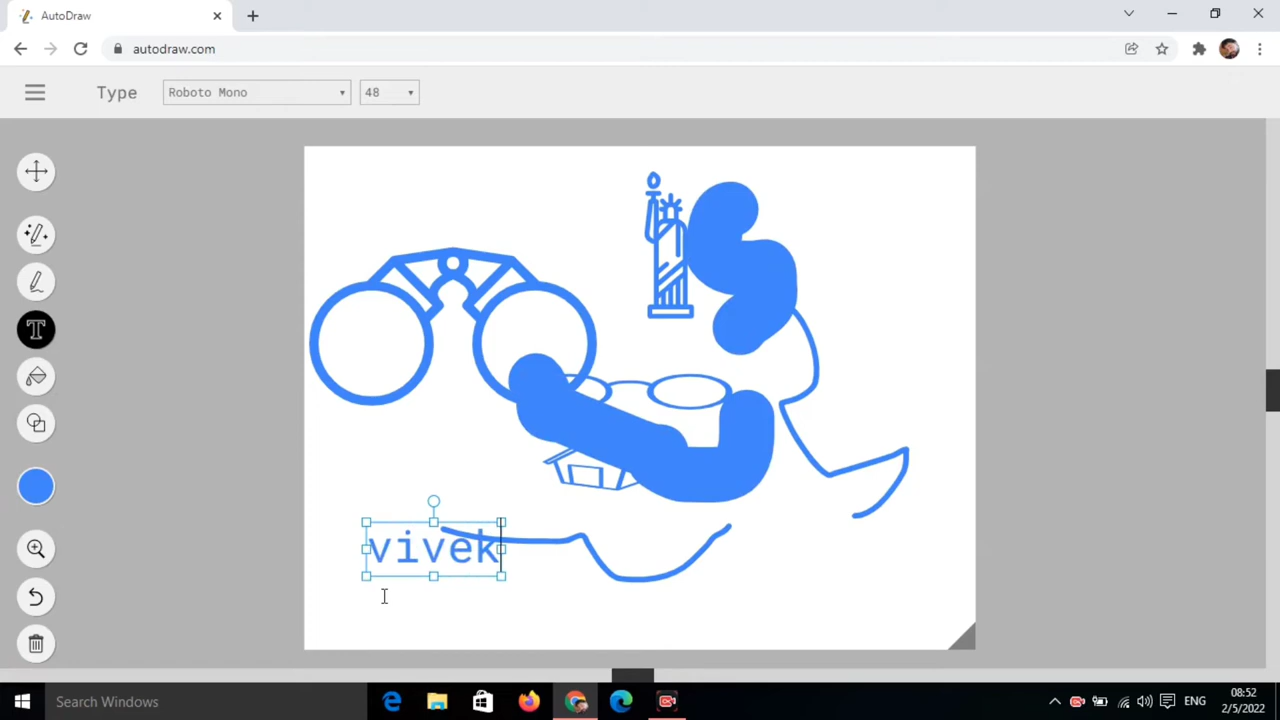 AutoDraw
autodraw.com
Type
Roboto Mono
48
vivek
Search Windows
ENG
08:52
2/5/2022